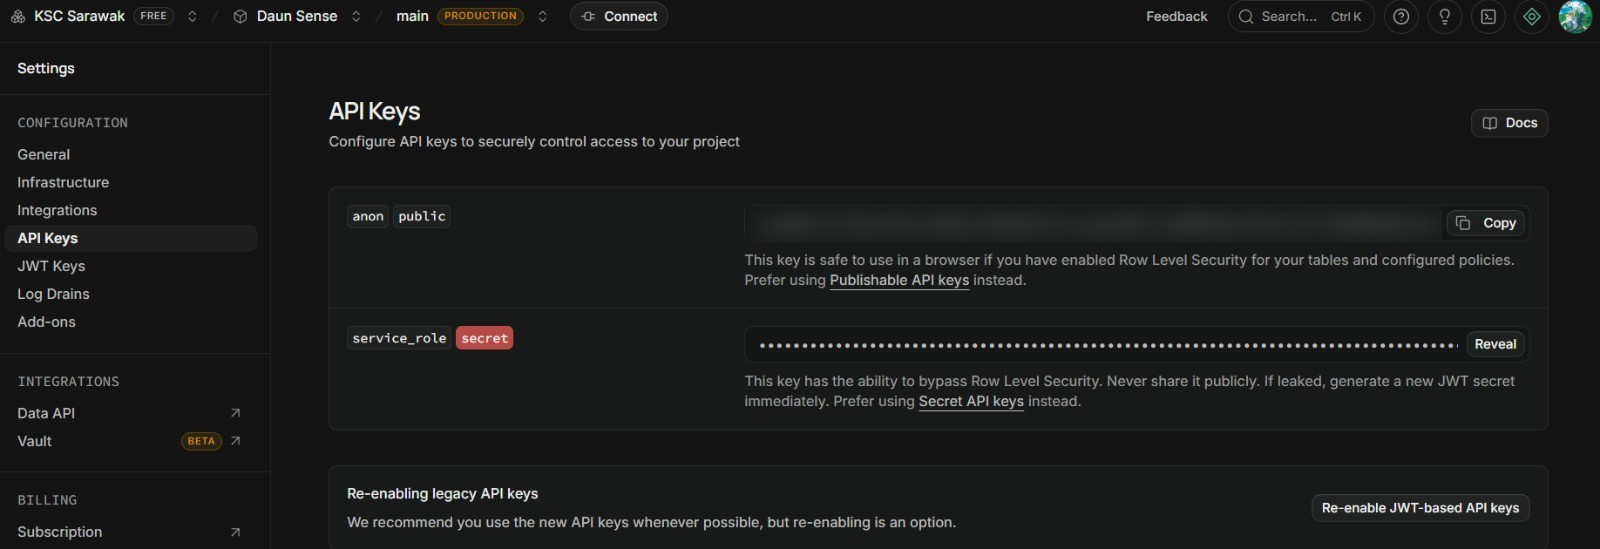 KSC Sarawak FREE / Daun Sense / main PRODUCTION Connect Feedback Search... Ctrl K
Settings
CONFIGURATION
General
Infrastructure
Integrations
API Keys
JWT Keys
Log Drains
Add-ons
INTEGRATIONS
Data API
Vault BETA
BILLING
Subscription
API Keys
Configure API keys to securely control access to your project
Docs
anon public
Copy
This key is safe to use in a browser if you have enabled Row Level Security for your tables and configured policies.
Prefer using Publishable API keys instead.
service_role secret
Reveal
This key has the ability to bypass Row Level Security. Never share it publicly. If leaked, generate a new JWT secret
immediately. Prefer using Secret API keys instead.
Re-enabling legacy API keys
We recommend you use the new API keys whenever possible, but re-enabling is an option.
Re-enable JWT-based API keys